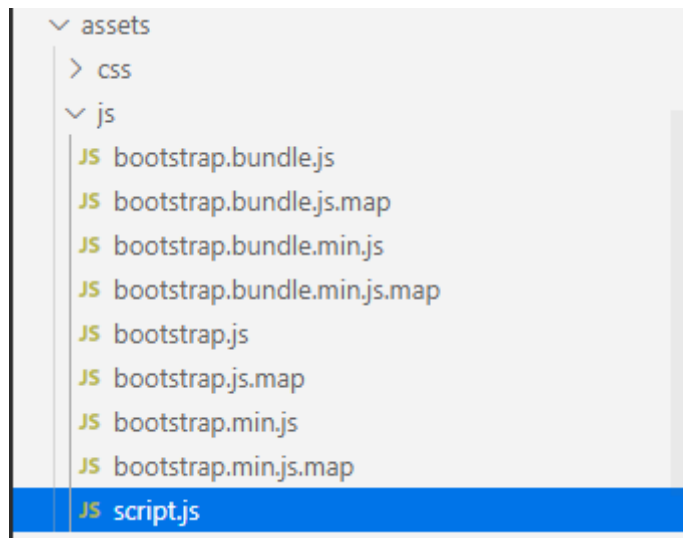 assets
css
js
JS bootstrap.bundle.js
JS bootstrap.bundle.js.map
JS bootstrap.bundle.min.js
JS bootstrap.bundle.min.js.map
JS bootstrap.js
JS bootstrap.js.map
JS bootstrap.min.js
JS bootstrap.min.js.map
JS script.js